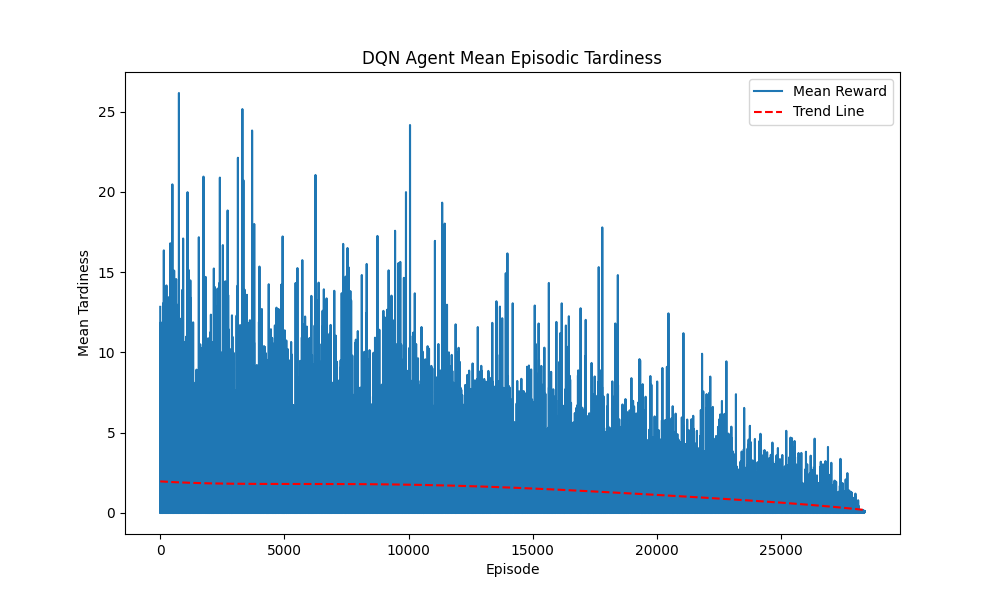 DQN Agent Mean Episodic Tardiness
Mean Reward
Trend Line
Mean Tardiness
25
20
15
10
5
0
0 5000 10000 15000 20000 25000
Episode